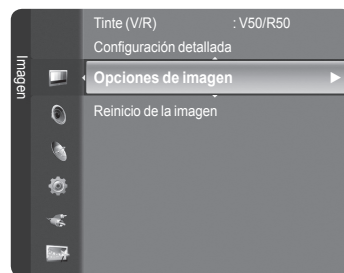 Imagen
Tinte (V/R) : V50/R50
Configuración detallada
Opciones de imagen
Reinicio de la imagen